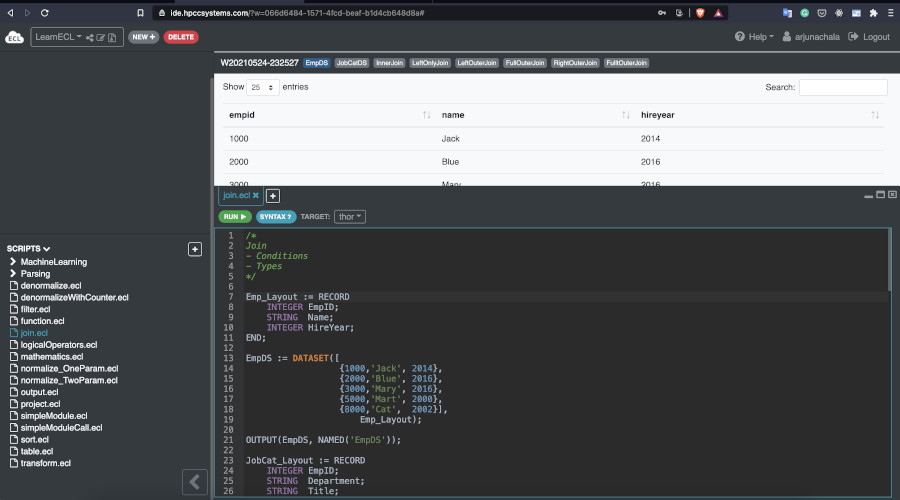 ide.hpccsystems.com/?w=066d6484-1571-4fcd-beaf-b1d4cb648d8a#
ECL
LearnECL
NEW +
DELETE
Help
arjunachala
Logout
W20210524-232527 EmpDS JobCatDS InnerJoin LeftOnlyJoin LeftOuterJoin FullOuterJoin RightOuterJoin FulltOuterJoin
Show 25 entries
Search:
empid name hireyear
1000 Jack 2014
2000 Blue 2016
3000 Mary 2016
join.ecl
RUN SYNTAX ? TARGET: thor
SCRIPTS
MachineLearning
Parsing
denormalize.ecl
denormalizeWithCounter.ecl
filter.ecl
function.ecl
join.ecl
logicalOperators.ecl
mathematics.ecl
normalize_OneParam.ecl
normalize_TwoParam.ecl
output.ecl
project.ecl
simpleModule.ecl
simpleModuleCall.ecl
sort.ecl
table.ecl
transform.ecl
1 /*
2 Join
3 - Conditions
4 - Types
5 */
6
7 Emp_Layout := RECORD
8 INTEGER EmpID;
9 STRING Name;
10 INTEGER HireYear;
11 END;
12
13 EmpDS := DATASET([
14 {1000,'Jack', 2014},
15 {2000,'Blue', 2016},
16 {3000,'Mary', 2016},
17 {5000,'Mart', 2000},
18 {8000,'Cat', 2002}],
19 Emp_Layout);
20
21 OUTPUT(EmpDS, NAMED('EmpDS'));
22
23 JobCat_Layout := RECORD
24 INTEGER EmpID;
25 STRING Department;
26 STRING Title;